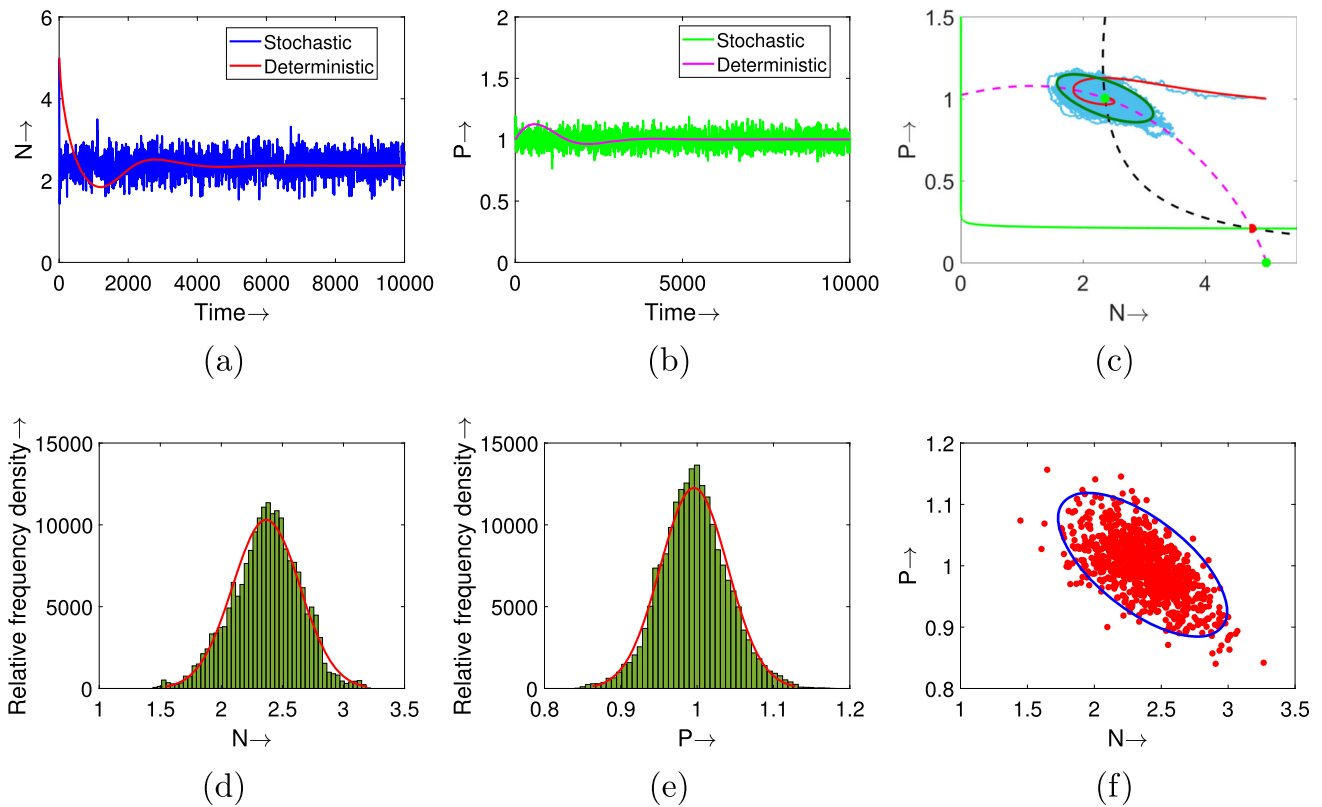 6
4
2
0
N→
Stochastic
Deterministic
0 2000 4000 6000 8000 10000
Time→
(a)
2
1.5
1
0.5
0
P→
Stochastic
Deterministic
0 5000 10000
Time→
(b)
1.5
1
0.5
0
P→
0 2 4
N→
(c)
15000
10000
5000
0
Relative frequency density→
1 1.5 2 2.5 3 3.5
N→
(d)
15000
10000
5000
0
Relative frequency density→
0.8 0.9 1 1.1 1.2
P→
(e)
1.2
1.1
1
0.9
0.8
P→
1 1.5 2 2.5 3 3.5
N→
(f)